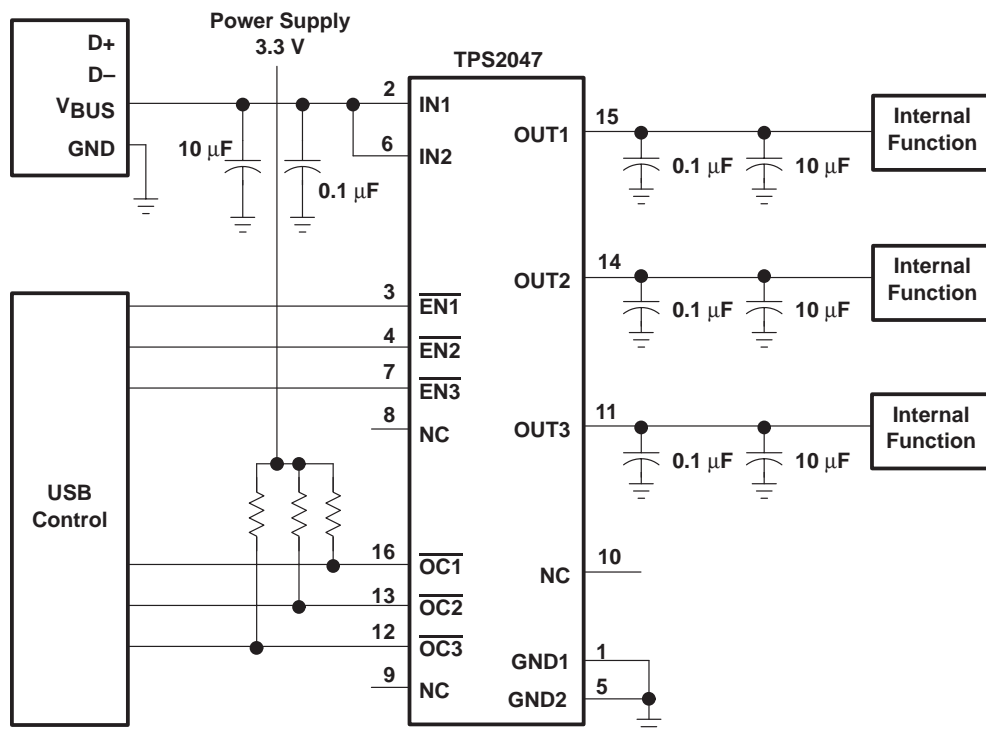 Power Supply
3.3 V
D+
D–
VBUS
GND
10 μF
0.1 μF
TPS2047
2
IN1
6
IN2
3
EN1
4
EN2
7
EN3
8
NC
16
OC1
13
OC2
12
OC3
9
NC
USB
Control
15
OUT1
0.1 μF
10 μF
Internal
Function
14
OUT2
0.1 μF
10 μF
Internal
Function
11
OUT3
0.1 μF
10 μF
Internal
Function
10
NC
1
GND1
5
GND2